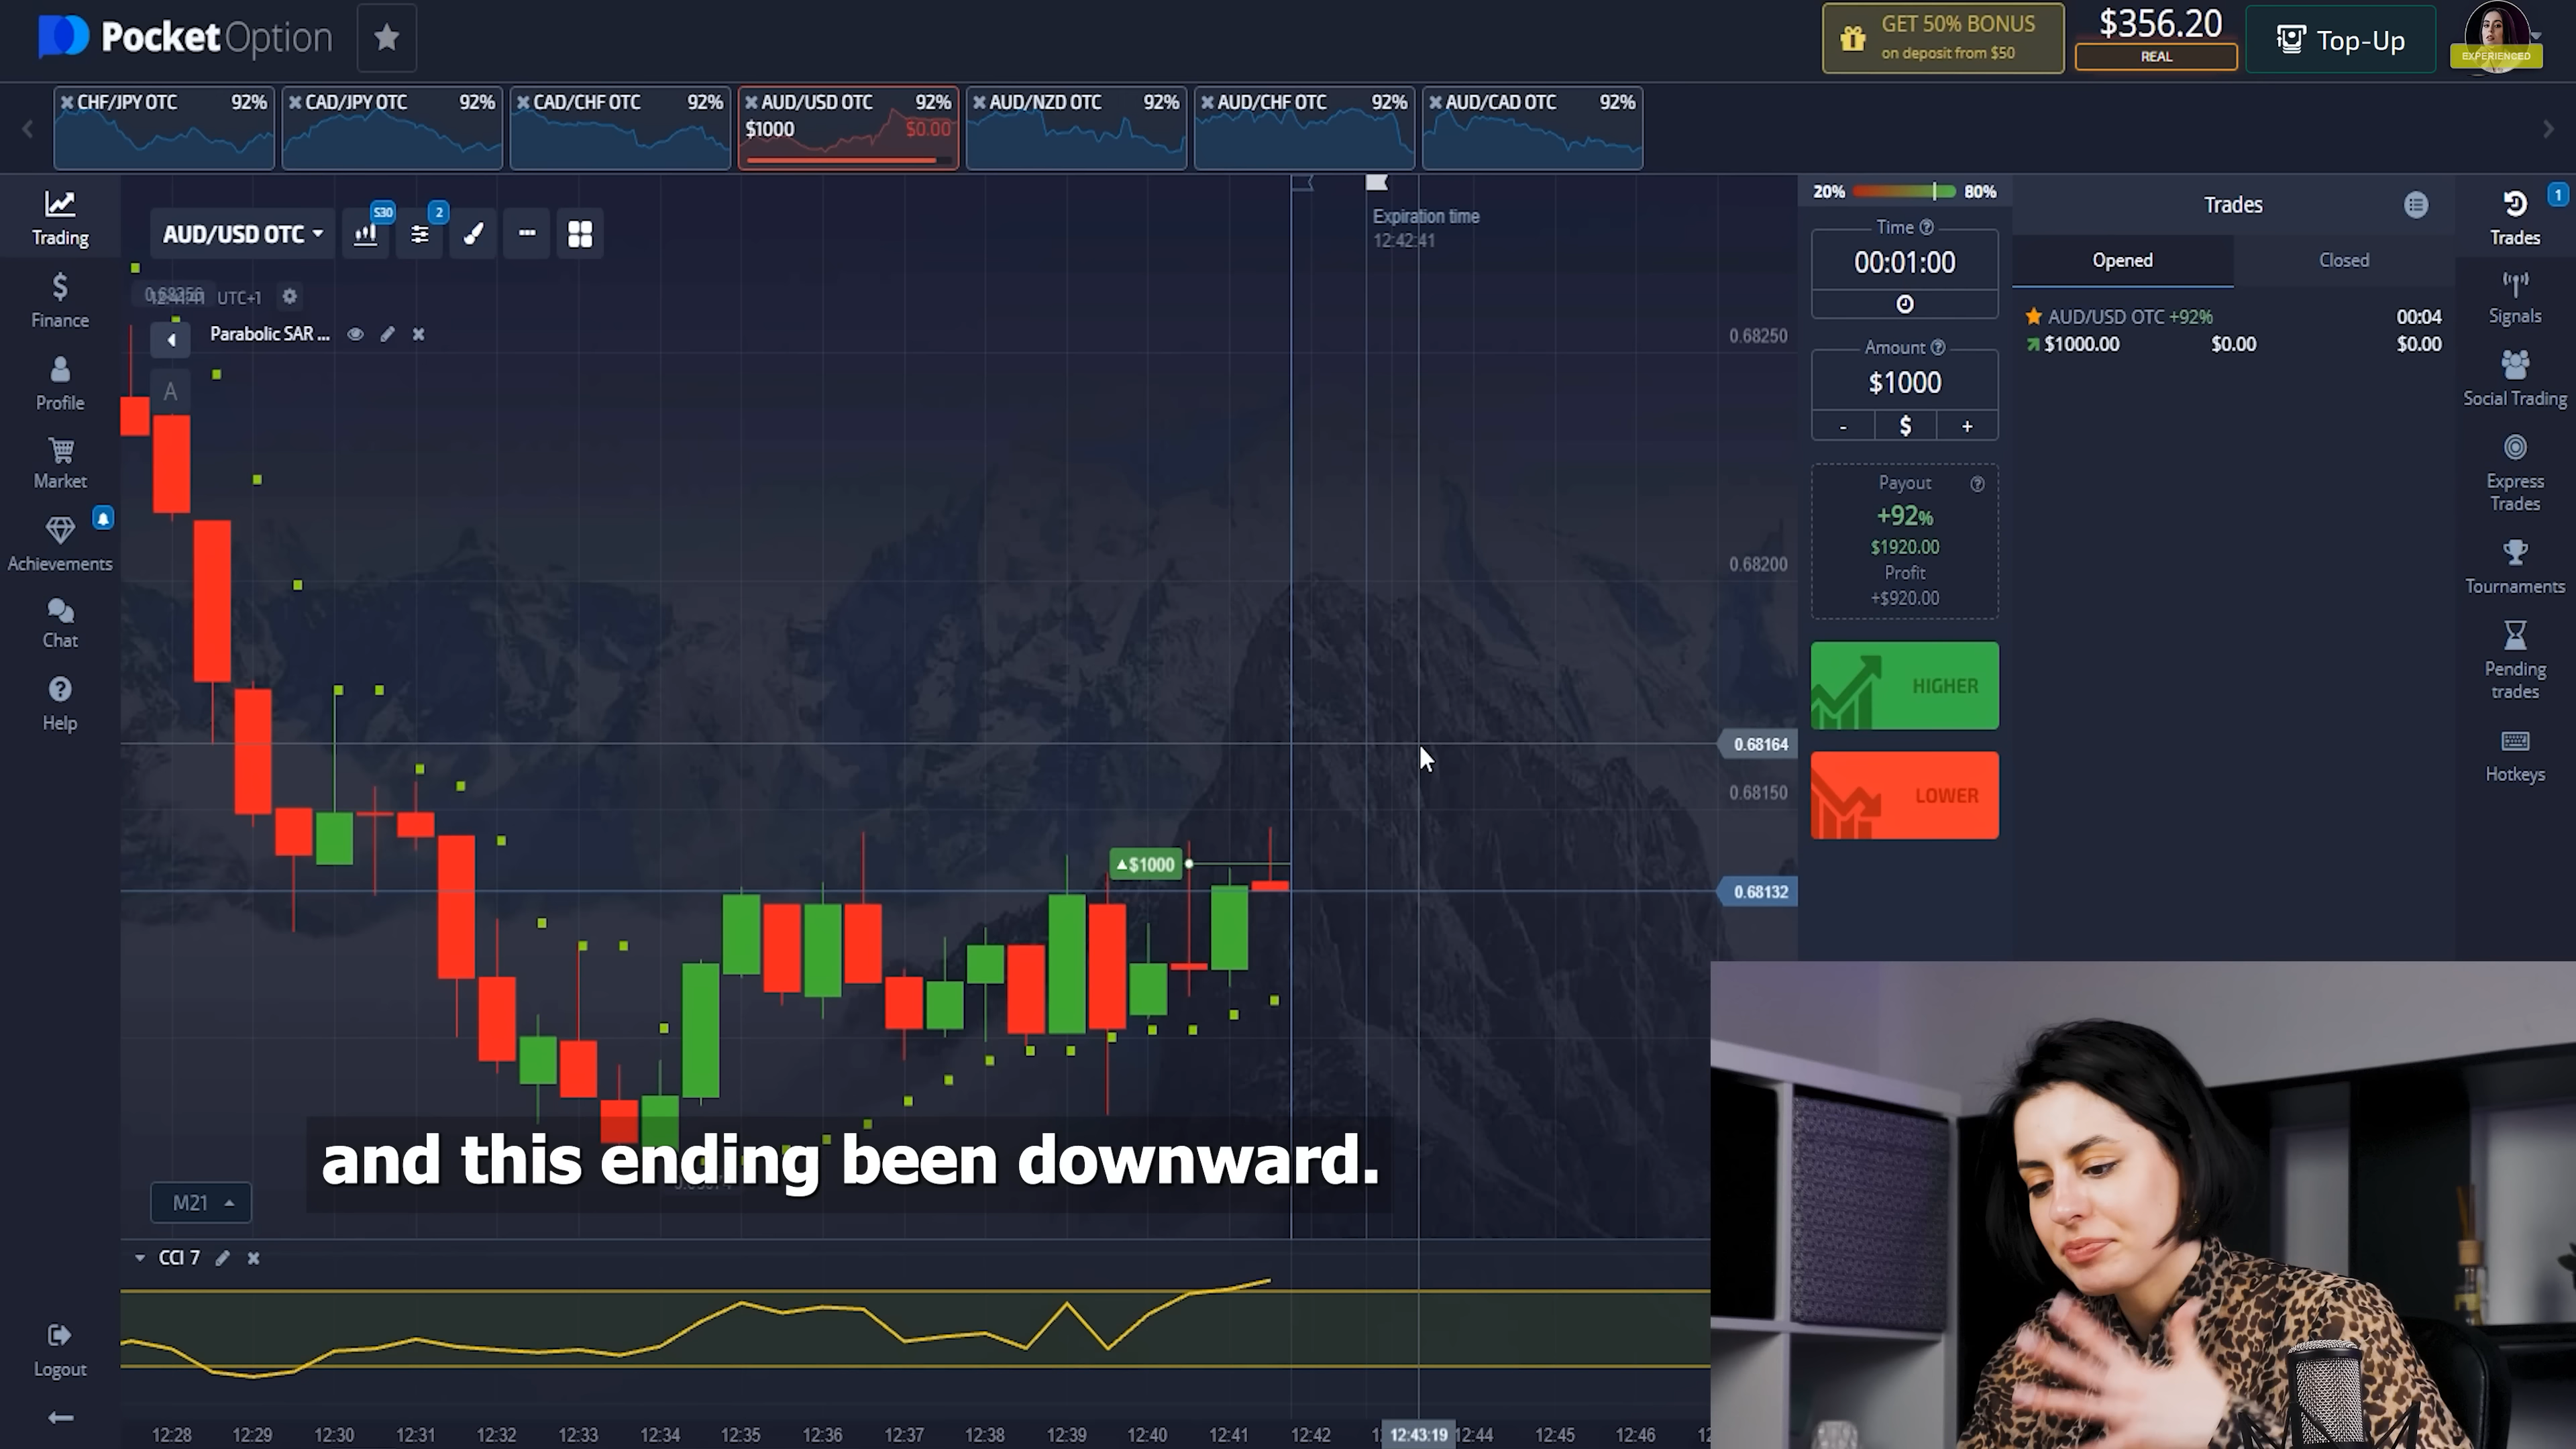 PocketOption
GET 50% BONUS
on deposit from $50
$356.20
REAL
Top-Up
EXPERIENCED
CHF/JPY OTC 92%
CAD/JPY OTC 92%
CAD/CHF OTC 92%
AUD/USD OTC 92%
$1000 $0.00
AUD/NZD OTC 92%
AUD/CHF OTC 92%
AUD/CAD OTC 92%
Trading
Finance
Profile
Market
Achievements
Chat
Help
Logout
AUD/USD OTC
S30
2
UTC+1
Parabolic SAR ...
A
Expiration time
12:42:41
0.68250
0.68200
0.68164
0.68150
0.68132
$1000
and this ending been downward.
M21
CCI 7
12:28 12:29 12:30 12:31 12:32 12:33 12:34 12:35 12:36 12:37 12:38 12:39 12:40 12:41 12:42 12:43:19 12:44 12:45 12:46
20% 80%
Time
00:01:00
Amount
$1000
- $ +
Payout
+92%
$1920.00
Profit
+$920.00
HIGHER
LOWER
Trades
Opened Closed
AUD/USD OTC +92% 00:04
$1000.00 $0.00 $0.00
1
Trades
Signals
Social Trading
Express
Trades
Tournaments
Pending
trades
Hotkeys